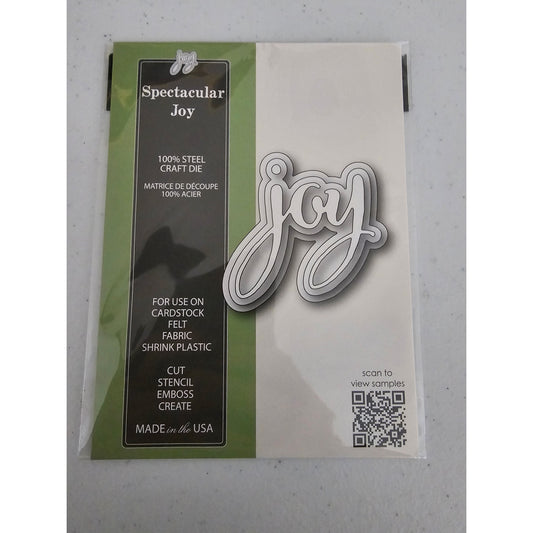 joy
Spectacular
Joy
100% STEEL
CRAFT DIE
MATRICE DE DÉCOUPE
100% ACIER
FOR USE ON
CARDSTOCK
FELT
FABRIC
SHRINK PLASTIC
CUT
STENCIL
EMBOSS
CREATE
MADE in the USA
joy
scan to
view samples